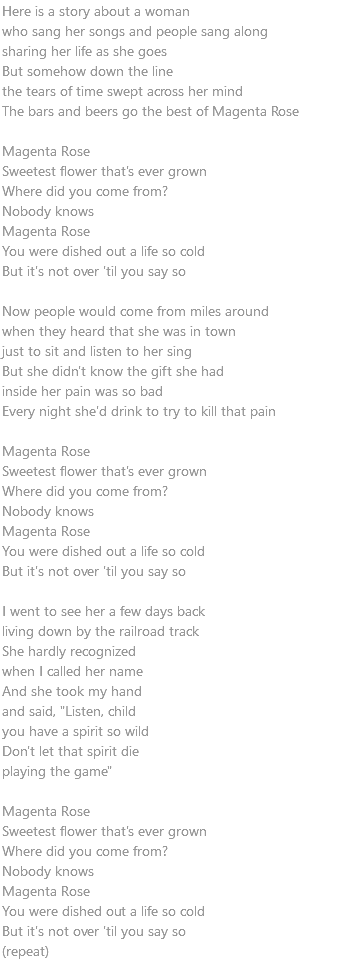 Here is a story about a woman
who sang her songs and people sang along
sharing her life as she goes
But somehow down the line
the tears of time swept across her mind
The bars and beers go the best of Magenta Rose

Magenta Rose
Sweetest flower that's ever grown
Where did you come from?
Nobody knows
Magenta Rose
You were dished out a life so cold
But it's not over 'til you say so

Now people would come from miles around
when they heard that she was in town
just to sit and listen to her sing
But she didn't know the gift she had
inside her pain was so bad
Every night she'd drink to try to kill that pain

Magenta Rose
Sweetest flower that's ever grown
Where did you come from?
Nobody knows
Magenta Rose
You were dished out a life so cold
But it's not over 'til you say so

I went to see her a few days back
living down by the railroad track
She hardly recognized
when I called her name
And she took my hand
and said, "Listen, child
you have a spirit so wild
Don't let that spirit die
playing the game"

Magenta Rose
Sweetest flower that's ever grown
Where did you come from?
Nobody knows
Magenta Rose
You were dished out a life so cold
But it's not over 'til you say so
(repeat)